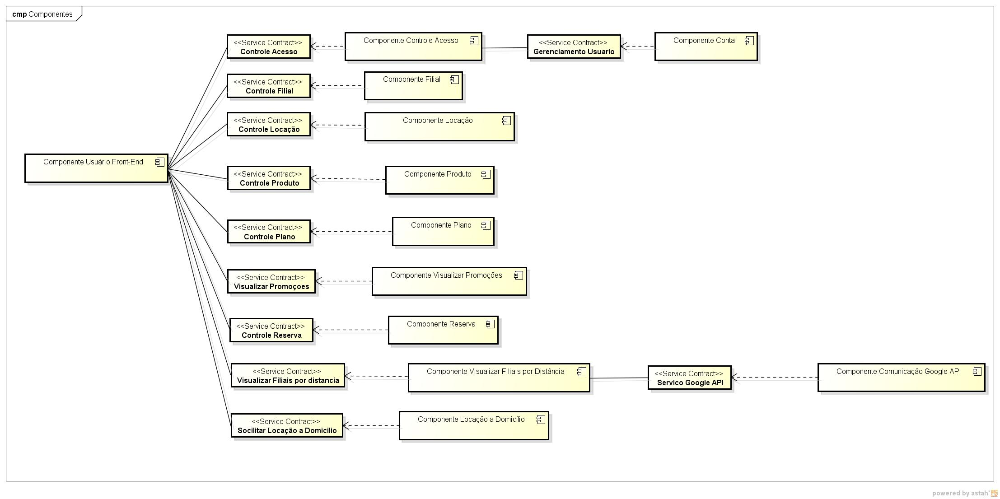 cmp Componentes
<<Service Contract>>
Controle Acesso
Componente Controle Acesso
<<Service Contract>>
Gerenciamento Usuario
Componente Conta
<<Service Contract>>
Controle Filial
Componente Filial
<<Service Contract>>
Controle Locação
Componente Locação
Componente Usuário Front-End
<<Service Contract>>
Controle Produto
Componente Produto
<<Service Contract>>
Controle Plano
Componente Plano
<<Service Contract>>
Visualizar Promoçoes
Componente Visualizar Promoções
<<Service Contract>>
Controle Reserva
Componente Reserva
<<Service Contract>>
Visualizar Filiais por distancia
Componente Visualizar Filiais por Distância
<<Service Contract>>
Servico Google API
Componente Comunicação Google API
<<Service Contract>>
Socilitar Locação a Domicilio
Componente Locação a Domicílio
powered by astah*